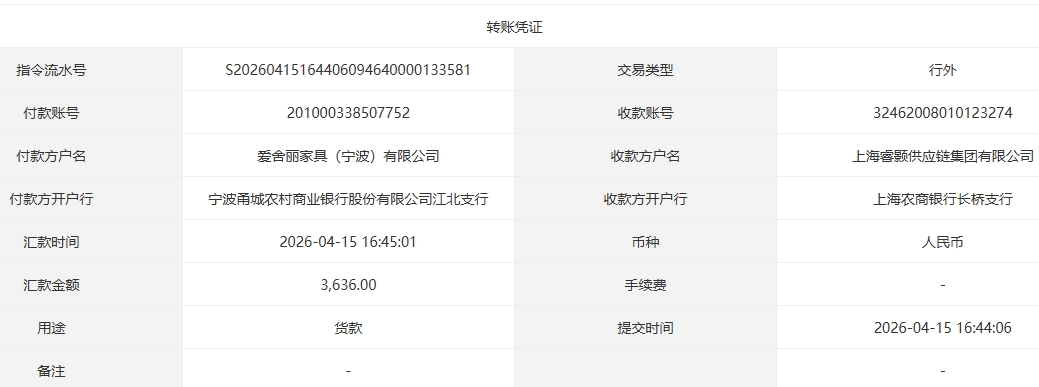 转账凭证
指令流水号 S20260415164406094640000133581 交易类型 行外
付款账号 201000338507752 收款账号 32462008010123274
付款方户名 爱舍丽家具（宁波）有限公司 收款方户名 上海睿颢供应链集团有限公司
付款方开户行 宁波甬城农村商业银行股份有限公司江北支行 收款方开户行 上海农商银行长桥支行
汇款时间 2026-04-15 16:45:01 币种 人民币
汇款金额 3,636.00 手续费 -
用途 货款 提交时间 2026-04-15 16:44:06
备注 - -